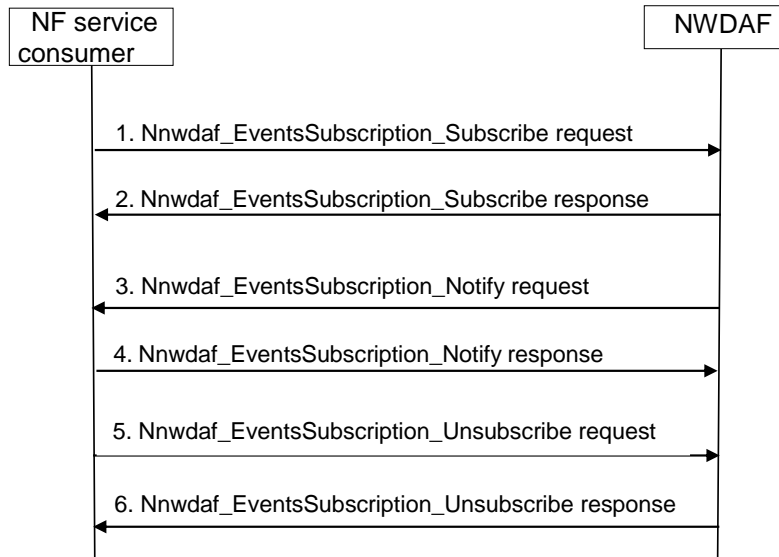 NF service
consumer
NWDAF
1. Nnwdaf_EventsSubscription_Subscribe request
2. Nnwdaf_EventsSubscription_Subscribe response
3. Nnwdaf_EventsSubscription_Notify request
4. Nnwdaf_EventsSubscription_Notify response
5. Nnwdaf_EventsSubscription_Unsubscribe request
6. Nnwdaf_EventsSubscription_Unsubscribe response